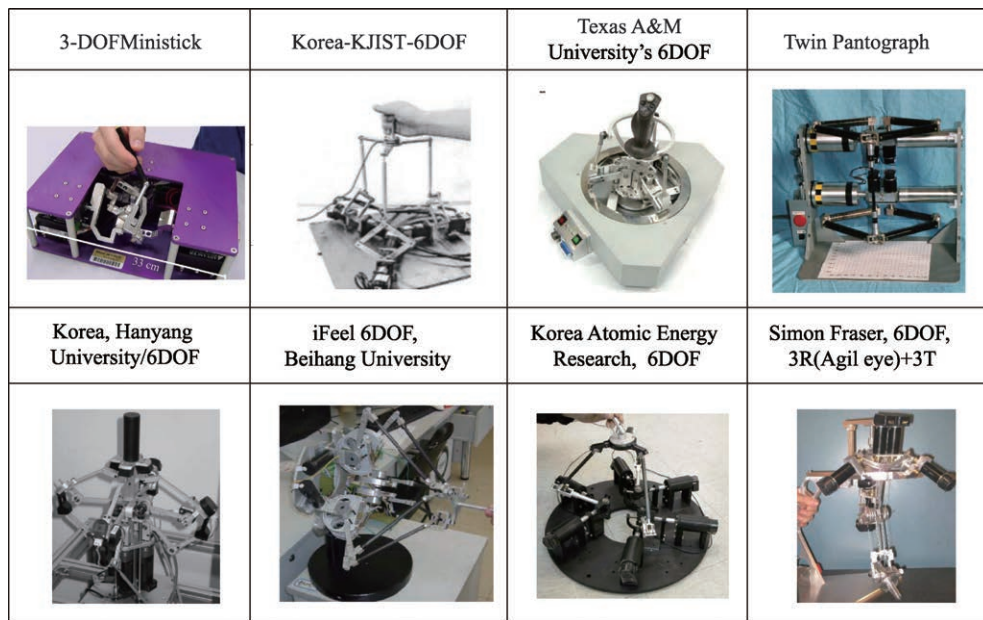 3-DOFMinistick
Korea-KJIST-6DOF
Texas A&M
University's 6DOF
Twin Pantograph
33 cm
Korea, Hanyang
University/6DOF
iFeel 6DOF,
Beihang University
Korea Atomic Energy
Research, 6DOF
Simon Fraser, 6DOF,
3R(Agil eye)+3T